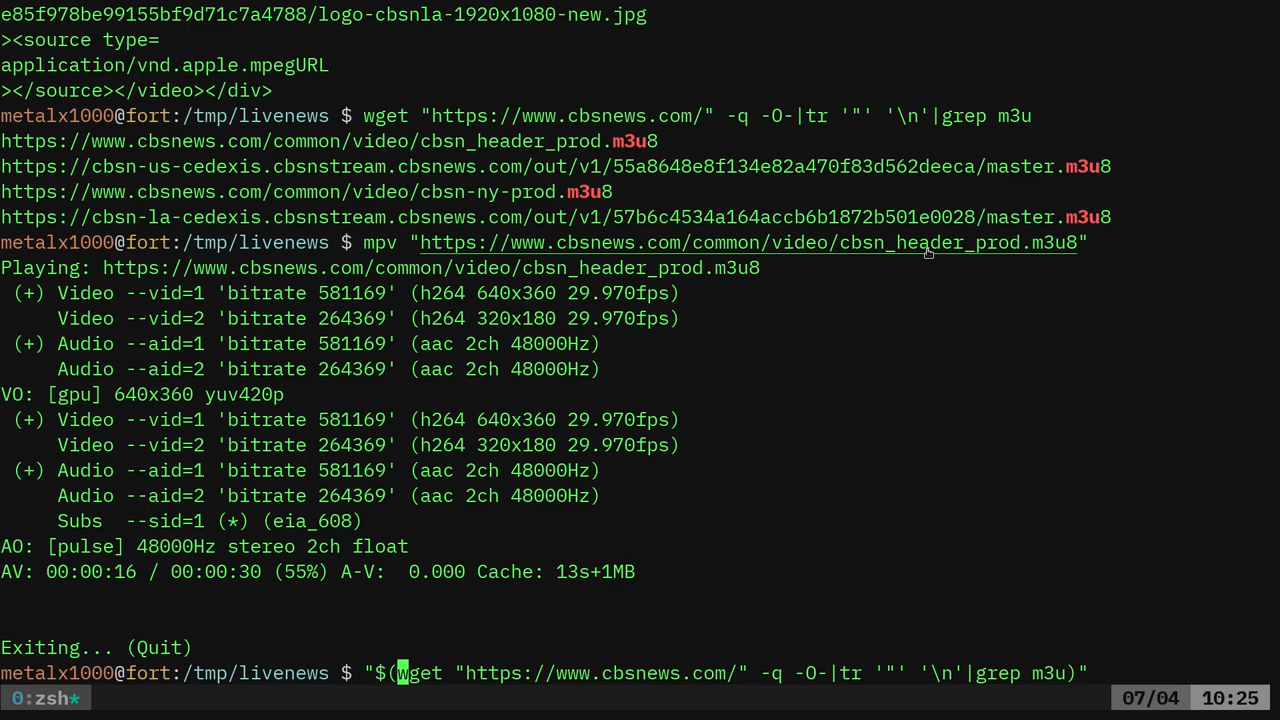 e85f978be99155bf9d71c7a4788/logo-cbsnla-1920x1080-new.jpg
><source type=
application/vnd.apple.mpegURL
></source></video></div>
metalx1000@fort:/tmp/livenews $ wget "https://www.cbsnews.com/" -q -O-|tr '"' '\n'|grep m3u
https://www.cbsnews.com/common/video/cbsn_header_prod.m3u8
https://cbsn-us-cedexis.cbsnstream.cbsnews.com/out/v1/55a8648e8f134e82a470f83d562deeca/master.m3u8
https://www.cbsnews.com/common/video/cbsn-ny-prod.m3u8
https://cbsn-la-cedexis.cbsnstream.cbsnews.com/out/v1/57b6c4534a164accb6b1872b501e0028/master.m3u8
metalx1000@fort:/tmp/livenews $ mpv "https://www.cbsnews.com/common/video/cbsn_header_prod.m3u8"
Playing: https://www.cbsnews.com/common/video/cbsn_header_prod.m3u8
 (+) Video --vid=1 'bitrate 581169' (h264 640x360 29.970fps)
     Video --vid=2 'bitrate 264369' (h264 320x180 29.970fps)
 (+) Audio --aid=1 'bitrate 581169' (aac 2ch 48000Hz)
     Audio --aid=2 'bitrate 264369' (aac 2ch 48000Hz)
VO: [gpu] 640x360 yuv420p
 (+) Video --vid=1 'bitrate 581169' (h264 640x360 29.970fps)
     Video --vid=2 'bitrate 264369' (h264 320x180 29.970fps)
 (+) Audio --aid=1 'bitrate 581169' (aac 2ch 48000Hz)
     Audio --aid=2 'bitrate 264369' (aac 2ch 48000Hz)
     Subs  --sid=1 (*) (eia_608)
AO: [pulse] 48000Hz stereo 2ch float
AV: 00:00:16 / 00:00:30 (55%) A-V:  0.000 Cache: 13s+1MB
Exiting... (Quit)
metalx1000@fort:/tmp/livenews $ "$(wget "https://www.cbsnews.com/" -q -O-|tr '"' '\n'|grep m3u)"
0:zsh* 07/04 10:25